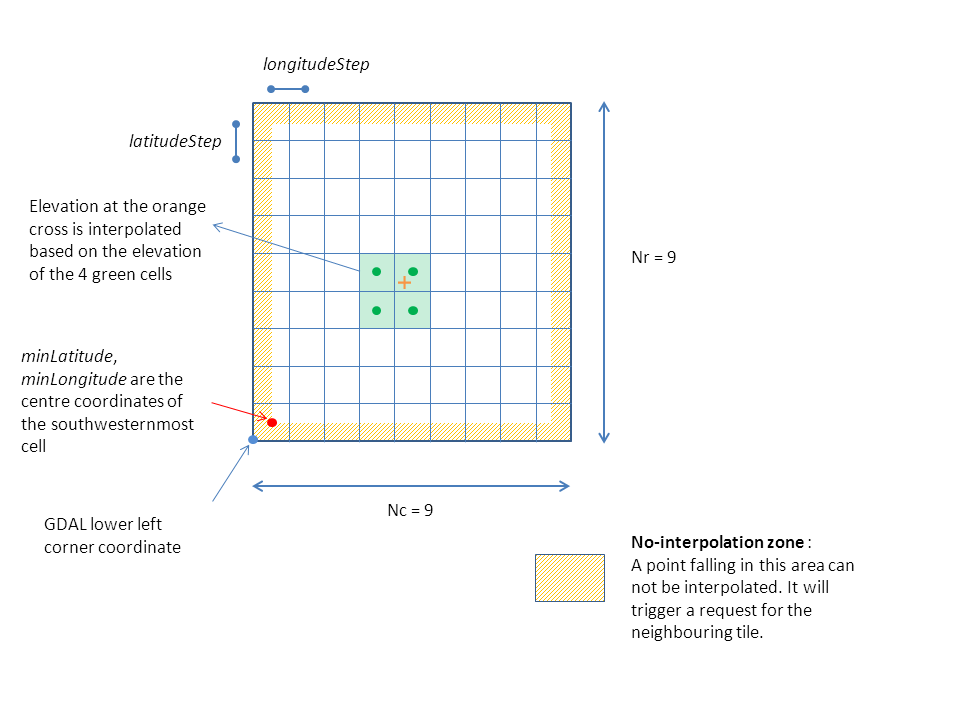 longitudeStep
latitudeStep
Elevation at the orange
cross is interpolated
based on the elevation
of the 4 green cells
Nr = 9
minLatitude,
minLongitude are the
centre coordinates of
the southwesternmost
cell
Nc = 9
GDAL lower left
corner coordinate
No-interpolation zone :
A point falling in this area can
not be interpolated. It will
trigger a request for the
neighbouring tile.